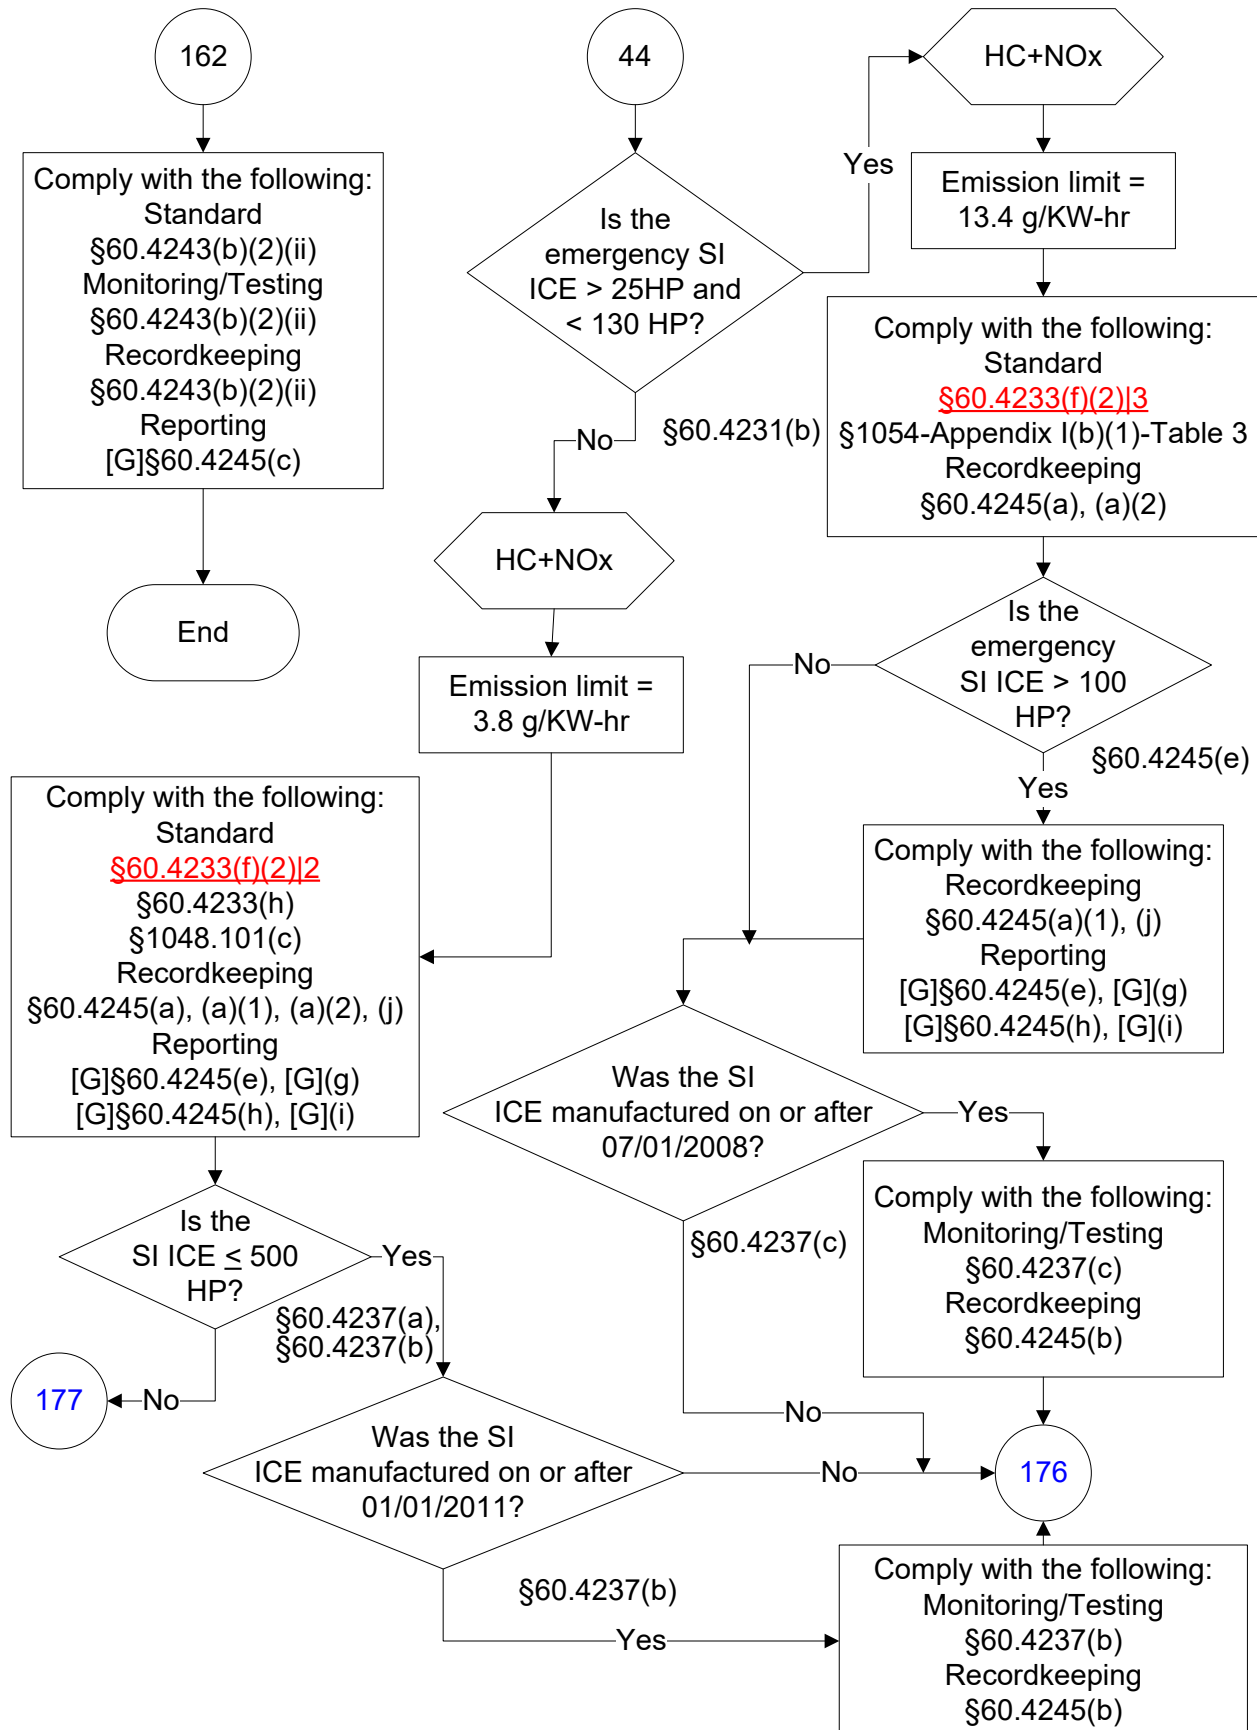 162
Comply with the following:
Standard
§60.4243(b)(2)(ii)
Monitoring/Testing
§60.4243(b)(2)(ii)
Recordkeeping
§60.4243(b)(2)(ii)
Reporting
[G]§60.4245(c)
End
44
Is the
emergency SI
ICE > 25HP and
< 130 HP?
Yes
HC+NOx
Emission limit =
13.4 g/KW-hr
Comply with the following:
Standard
§60.4233(f)(2)|3
§1054-Appendix I(b)(1)-Table 3
Recordkeeping
§60.4245(a), (a)(2)
No
§60.4231(b)
HC+NOx
Emission limit =
3.8 g/KW-hr
Is the
emergency
SI ICE > 100
HP?
No
§60.4245(e)
Yes
Comply with the following:
Recordkeeping
§60.4245(a)(1), (j)
Reporting
[G]§60.4245(e), [G](g)
[G]§60.4245(h), [G](i)
Comply with the following:
Standard
§60.4233(f)(2)|2
§60.4233(h)
§1048.101(c)
Recordkeeping
§60.4245(a), (a)(1), (a)(2), (j)
Reporting
[G]§60.4245(e), [G](g)
[G]§60.4245(h), [G](i)
Was the SI
ICE manufactured on or after
07/01/2008?
Yes
§60.4237(c)
Comply with the following:
Monitoring/Testing
§60.4237(c)
Recordkeeping
§60.4245(b)
Is the
SI ICE ≤ 500
HP?
Yes
§60.4237(a),
§60.4237(b)
No
177
No
Was the SI
ICE manufactured on or after
01/01/2011?
No
176
§60.4237(b)
Yes
Comply with the following:
Monitoring/Testing
§60.4237(b)
Recordkeeping
§60.4245(b)